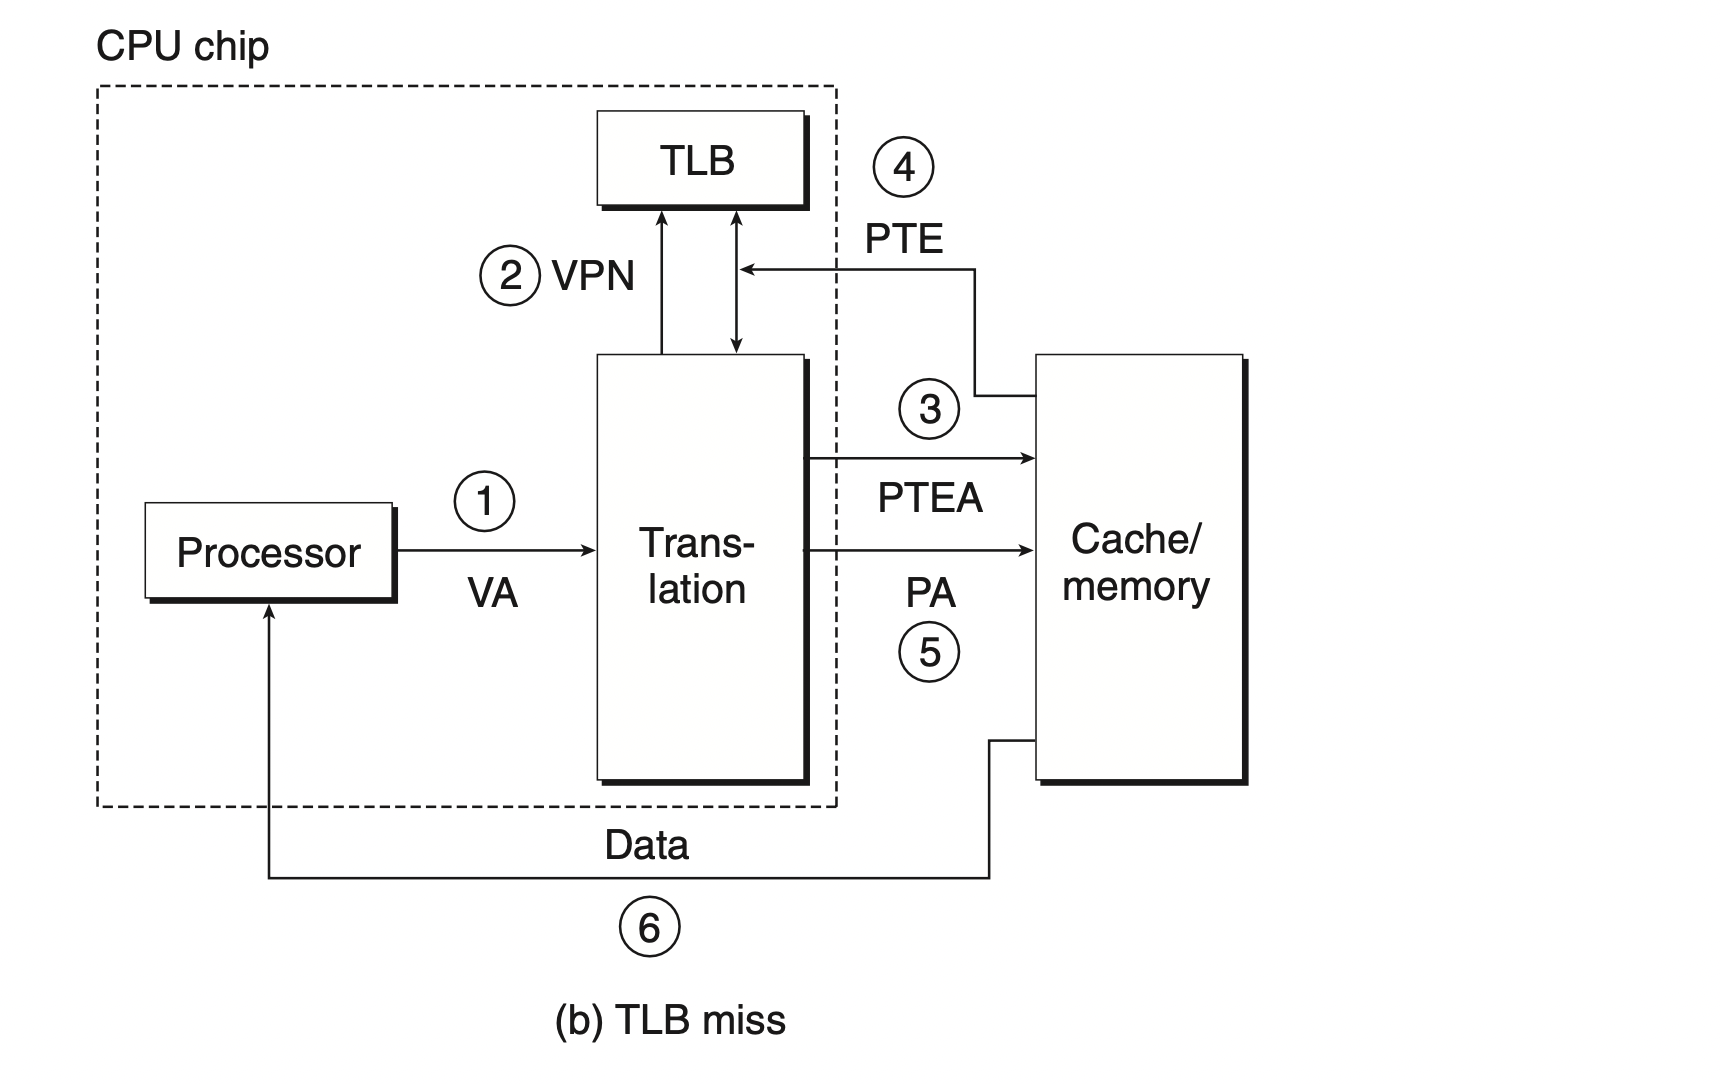 CPU chip
TLB
4
PTE
2 VPN
3
PTEA
1
Processor
VA
Trans-
lation
PA
5
Cache/
memory
Data
6
(b) TLB miss